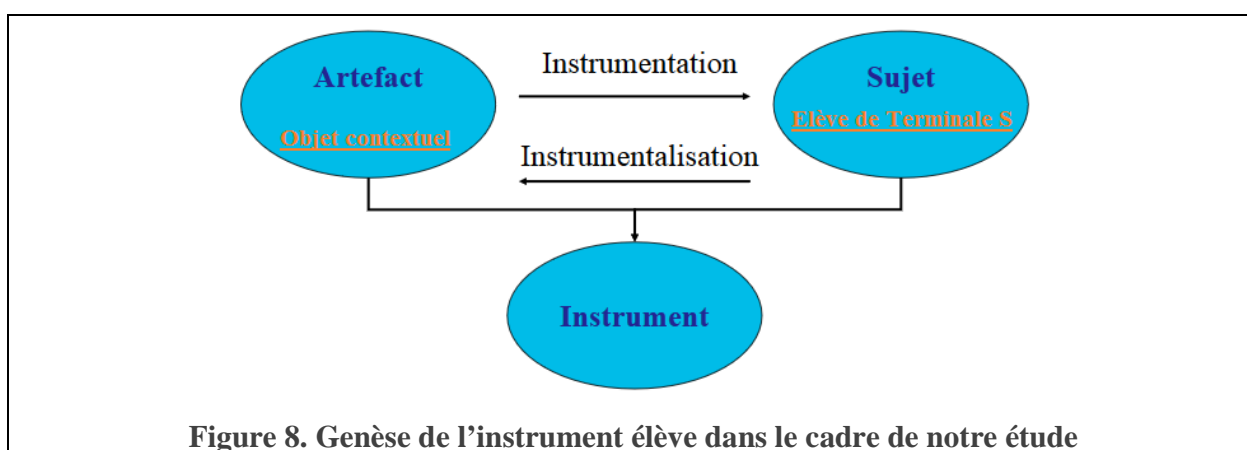 Instrumentation
Artefact
Sujet
Objet contextuel
Elève de Terminale S
Instrumentalisation
Instrument
Figure 8. Genèse de l’instrument élève dans le cadre de notre étude